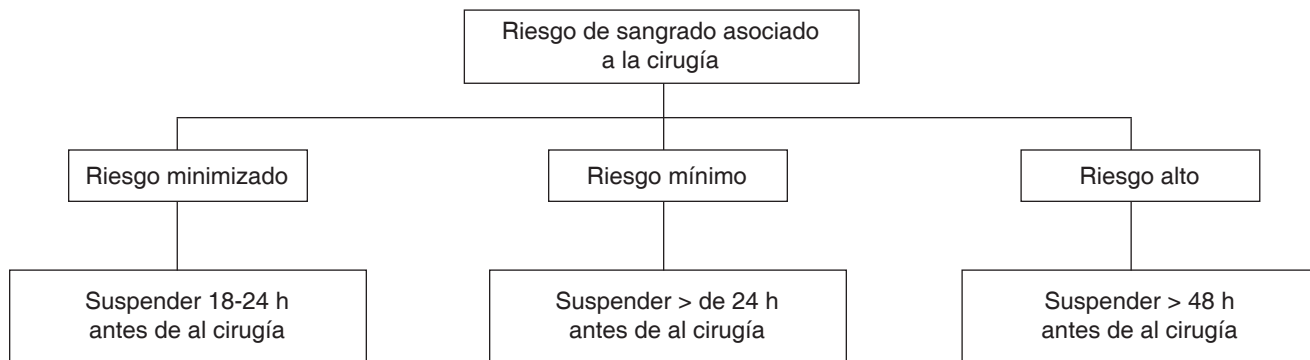 Riesgo de sangrado asociado
a la cirugía
Riesgo minimizado
Riesgo mínimo
Riesgo alto
Suspender 18-24 h
antes de al cirugía
Suspender > de 24 h
antes de al cirugía
Suspender > 48 h
antes de al cirugía